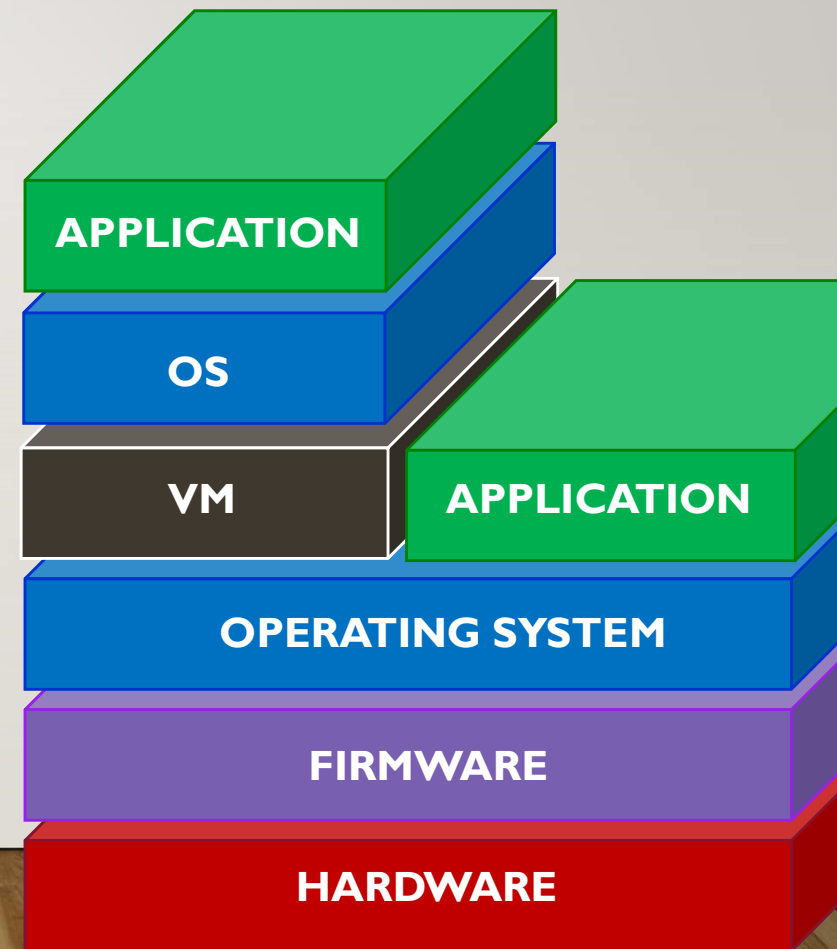 APPLICATION
OS
VM
APPLICATION
OPERATING SYSTEM
FIRMWARE
HARDWARE